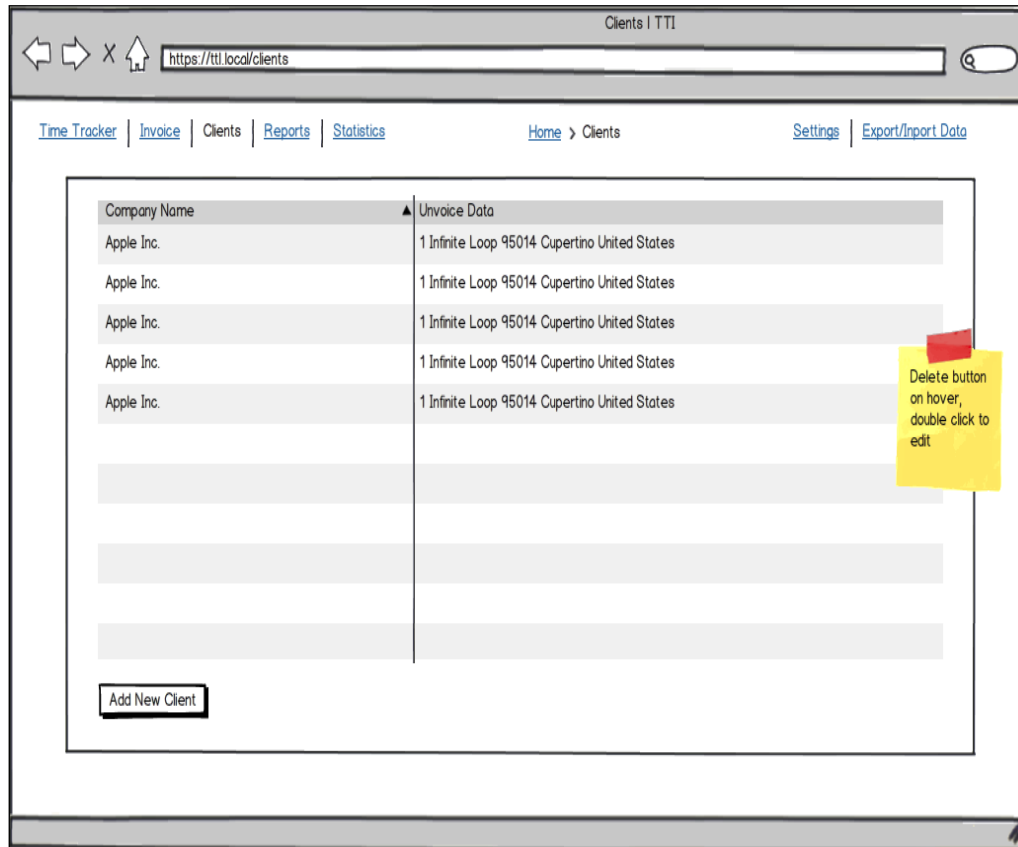 Clients | TTI
https://ttl.local/clients
Time Tracker Invoice Clients Reports Statistics Home > Clients Settings Export/Inport Data
Company Name Unvoice Data
Apple Inc. 1 Infinite Loop 95014 Cupertino United States
Apple Inc. 1 Infinite Loop 95014 Cupertino United States
Apple Inc. 1 Infinite Loop 95014 Cupertino United States
Apple Inc. 1 Infinite Loop 95014 Cupertino United States
Apple Inc. 1 Infinite Loop 95014 Cupertino United States
Delete button
on hover,
double click to
edit
Add New Client